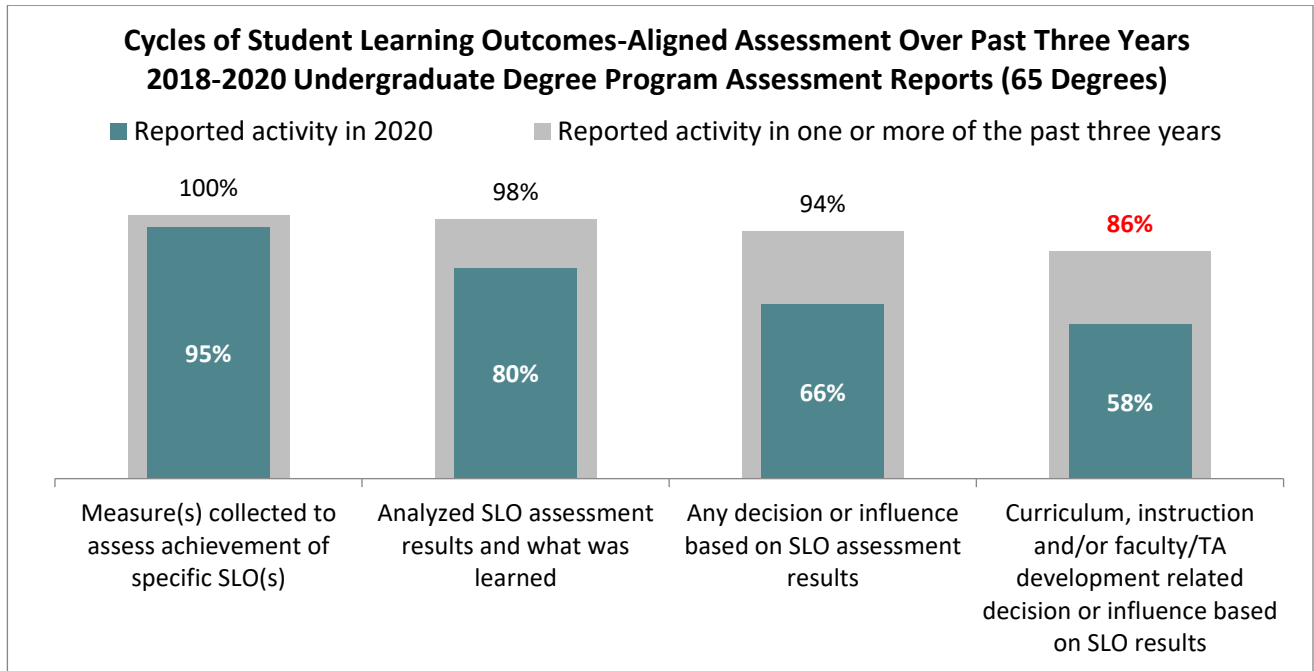 Cycles of Student Learning Outcomes-Aligned Assessment Over Past Three Years
2018-2020 Undergraduate Degree Program Assessment Reports (65 Degrees)
Reported activity in 2020
Reported activity in one or more of the past three years
100%
98%
94%
86%
95%
80%
66%
58%
Measure(s) collected to
assess achievement of
specific SLO(s)
Analyzed SLO assessment
results and what was
learned
Any decision or influence
based on SLO assessment
results
Curriculum, instruction
and/or faculty/TA
development related
decision or influence based
on SLO results